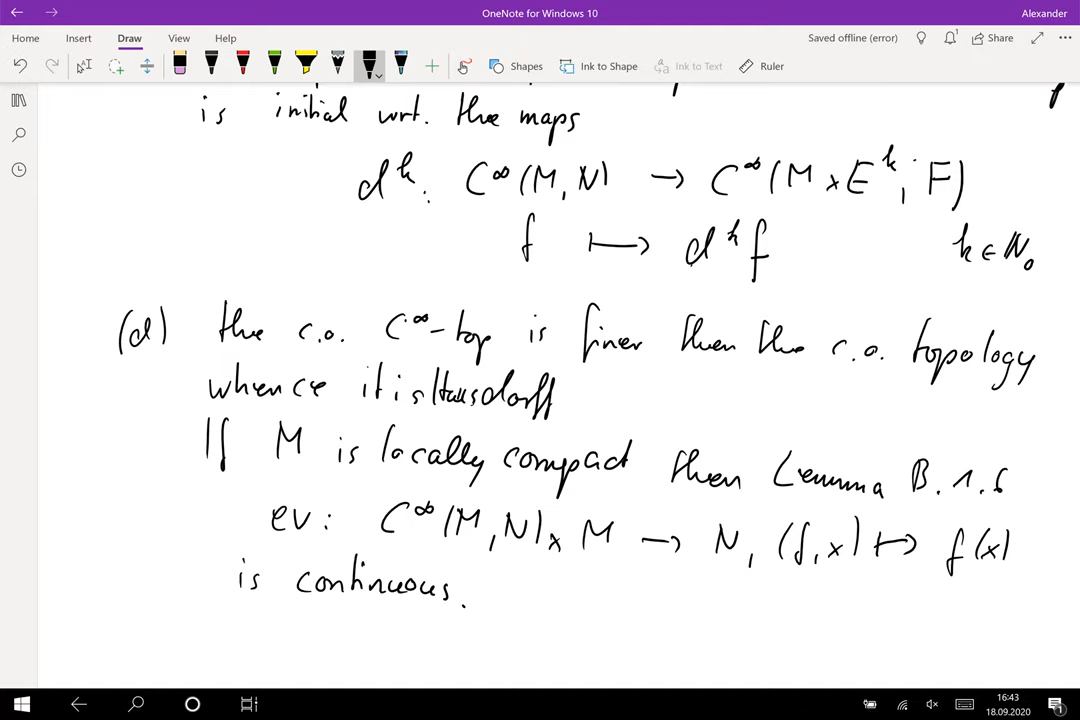 OneNote for Windows 10
Alexander
Home Insert Draw View Help
Saved offline (error)
Share
Shapes Ink to Shape Ink to Text Ruler
is initial wrt. the maps
d^k: C^∞(M,N) → C^∞(M × E^k, F)
f ↦ d^k f k ∈ ℕ₀
(d) the c.o. C^∞-top is finer then the c.o. topology
whence it is Hausdorff
If M is locally compact then Lemma B.1.6
ev: C^∞(M,N) × M → N, (f,x) ↦ f(x)
is continuous.
16:43
18.09.2020